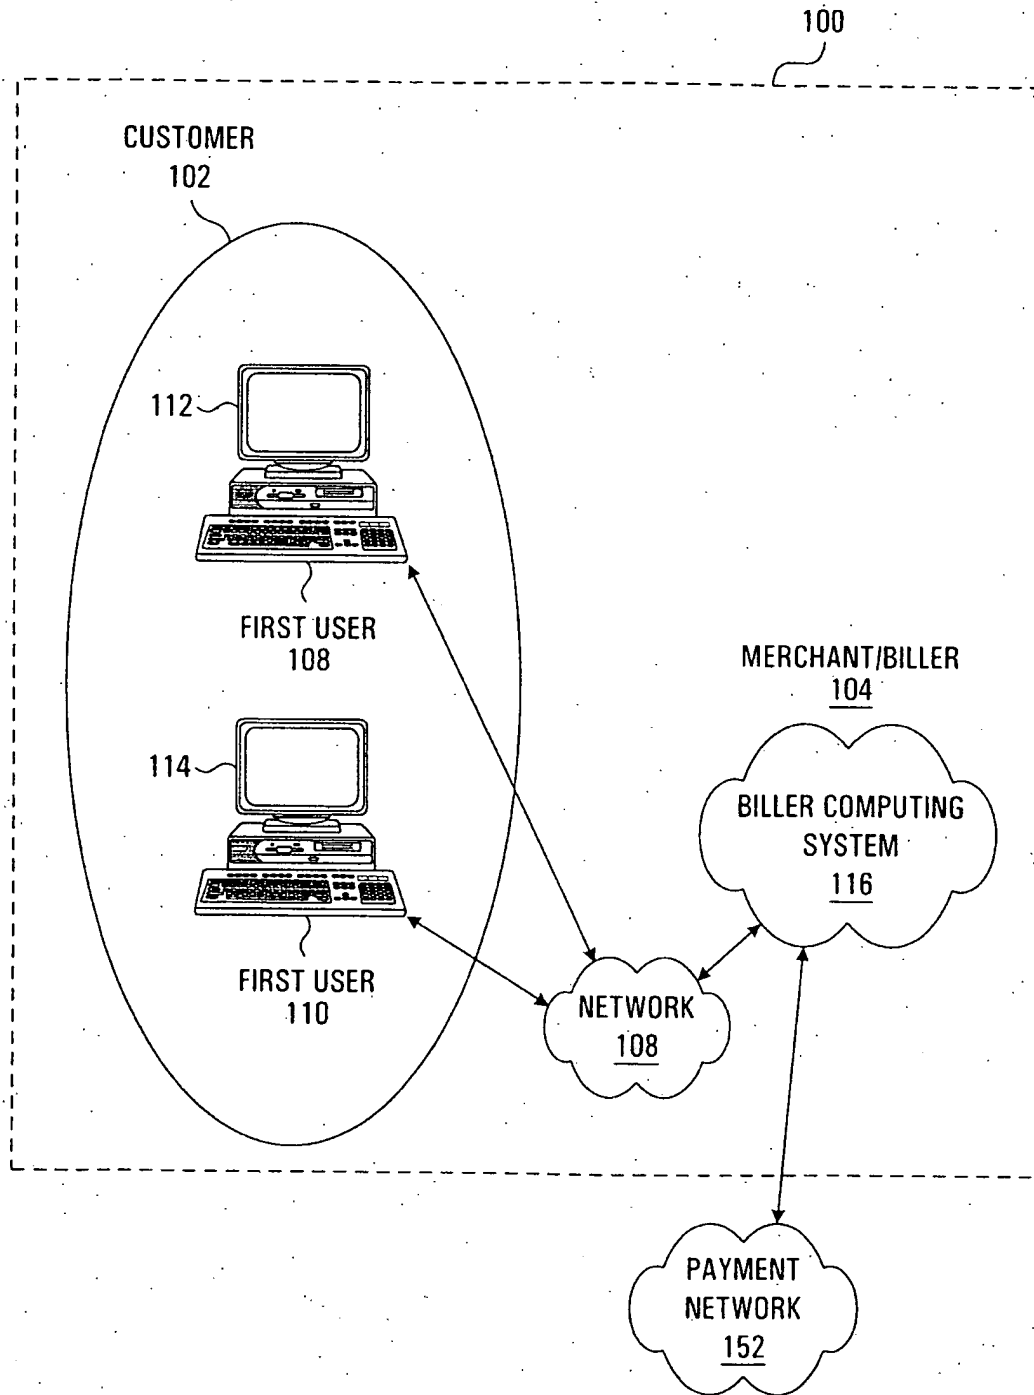 100
CUSTOMER
102
112
FIRST USER
108
114
FIRST USER
110
MERCHANT/BILLER
104
BILLER COMPUTING
SYSTEM
116
NETWORK
108
PAYMENT
NETWORK
152